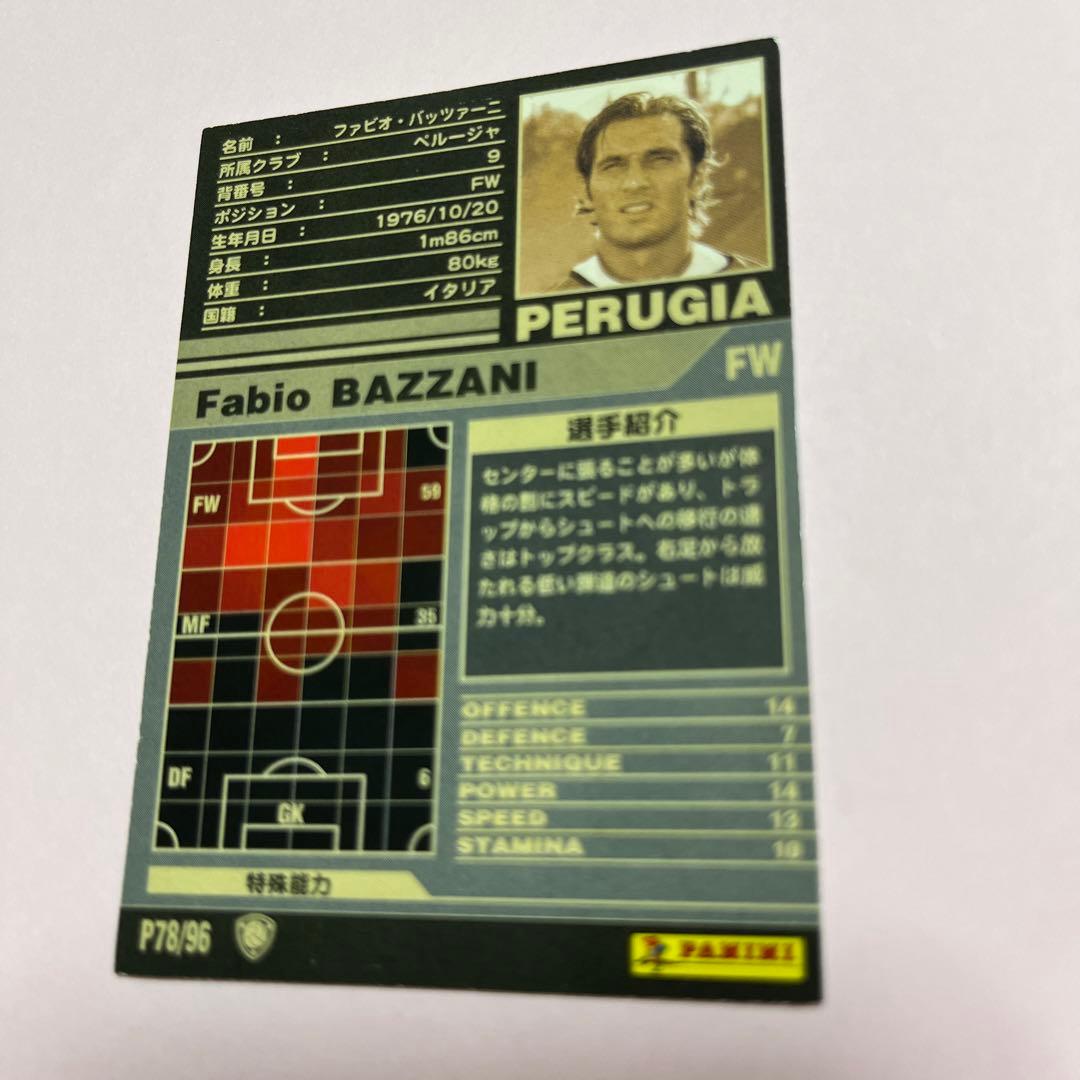 名前 : ファビオ・バッツァーニ
所属クラブ : ペルージャ
背番号 : 9
ポジション : FW
生年月日 : 1976/10/20
身長 : 1m86cm
体重 : 80kg
国籍 : イタリア
PERUGIA
Fabio BAZZANI
FW
選手紹介
センターに張ることが多いが体
格の割にスピードがあり、トラ
ップからシュートへの移行の速
さはトップクラス。右足から放
たれる低い弾道のシュートは威
力十分。
FW 59
MF 35
DF 6
GK
OFFENCE 14
DEFENCE 7
TECHNIQUE 11
POWER 14
SPEED 13
STAMINA
特殊能力
P78/96
PANINI